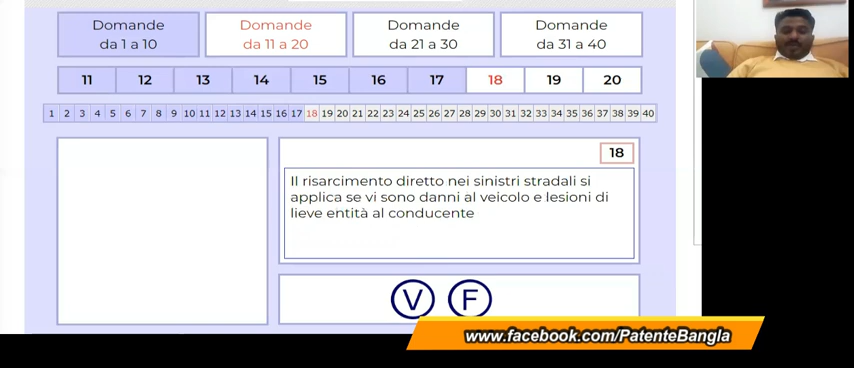 Domande
da 1 a 10
Domande
da 11 a 20
Domande
da 21 a 30
Domande
da 31 a 40
11 12 13 14 15 16 17 18 19 20
1 2 3 4 5 6 7 8 9 10 11 12 13 14 15 16 17 18 19 20 21 22 23 24 25 26 27 28 29 30 31 32 33 34 35 36 37 38 39 40
18
Il risarcimento diretto nei sinistri stradali si
applica se vi sono danni al veicolo e lesioni di
lieve entità al conducente
V F
www.facebook.com/PatenteBangla